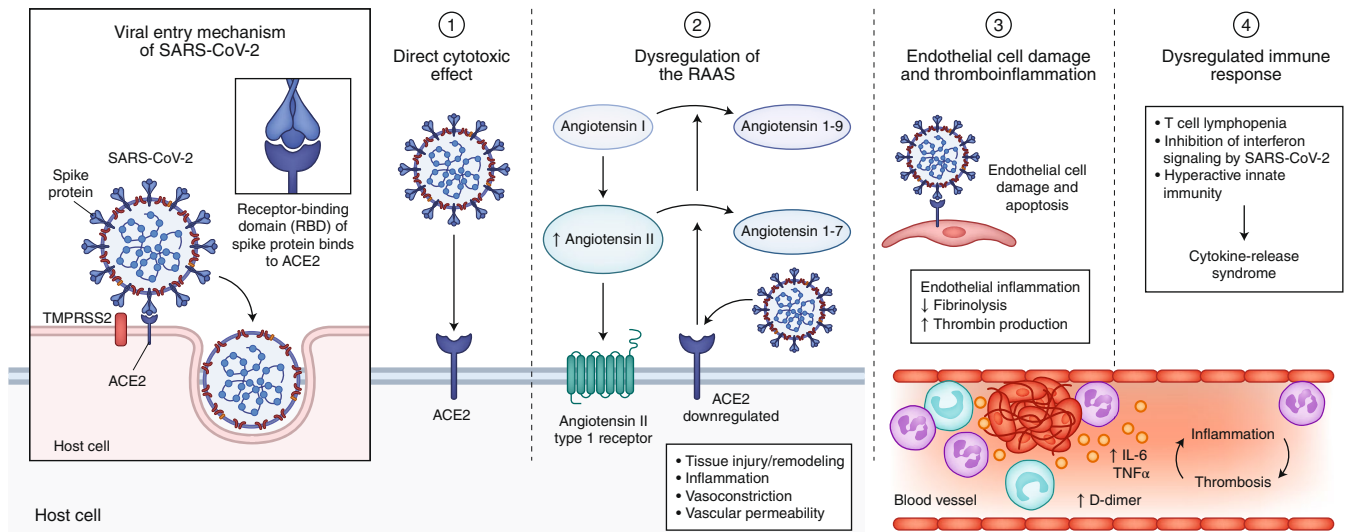 Viral entry mechanism
of SARS-CoV-2
SARS-CoV-2
Spike
protein
Receptor-binding
domain (RBD) of
spike protein binds
to ACE2
TMPRSS2
ACE2
Host cell
Host cell
1
Direct cytotoxic
effect
ACE2
2
Dysregulation of
the RAAS
Angiotensin I
Angiotensin 1-9
↑ Angiotensin II
Angiotensin 1-7
Angiotensin II
type 1 receptor
ACE2
downregulated
• Tissue injury/remodeling
• Inflammation
• Vasoconstriction
• Vascular permeability
3
Endothelial cell damage
and thromboinflammation
Endothelial cell
damage and
apoptosis
Endothelial inflammation
↓ Fibrinolysis
↑ Thrombin production
4
Dysregulated immune
response
• T cell lymphopenia
• Inhibition of interferon
signaling by SARS-CoV-2
• Hyperactive innate
immunity
Cytokine-release
syndrome
↑ IL-6
TNFα
↑ D-dimer
Inflammation
Thrombosis
Blood vessel